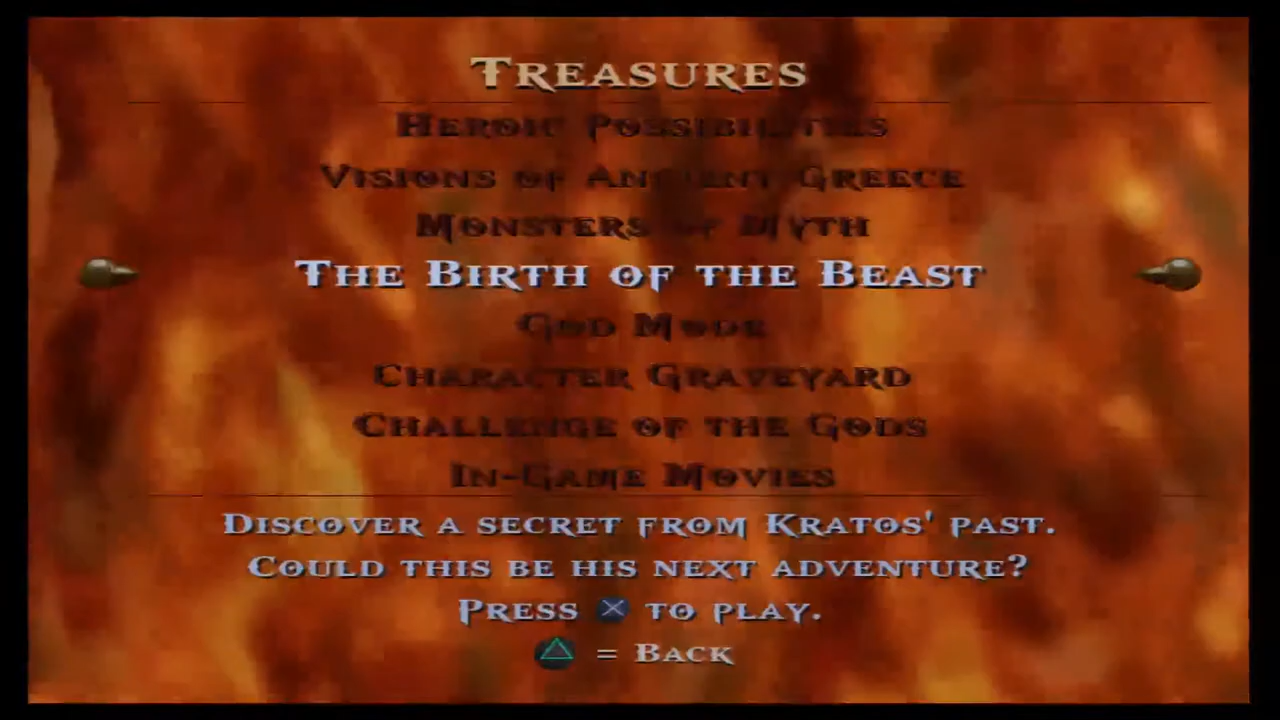 Treasures
Heroic Possibilities
Visions of Ancient Greece
Monsters of Myth
The Birth of the Beast
God Mode
Character Graveyard
Challenge of the Gods
In-Game Movies
Discover a secret from Kratos' past.
Could this be his next adventure?
Press X to play.
= Back